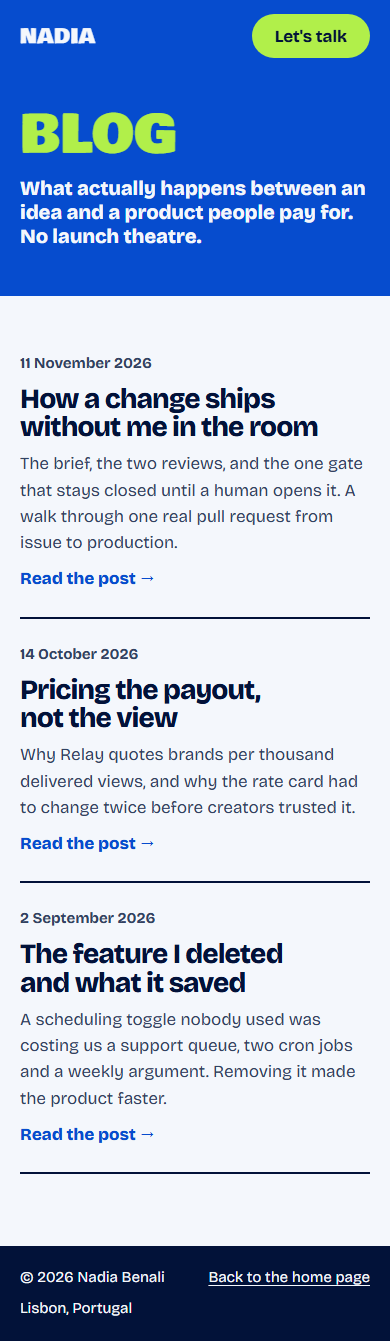 NADIA
Let's talk
BLOG
What actually happens between an
idea and a product people pay for.
No launch theatre.
11 November 2026
How a change ships
without me in the room
The brief, the two reviews, and the one gate
that stays closed until a human opens it. A
walk through one real pull request from
issue to production.
Read the post →
14 October 2026
Pricing the payout,
not the view
Why Relay quotes brands per thousand
delivered views, and why the rate card had
to change twice before creators trusted it.
Read the post →
2 September 2026
The feature I deleted
and what it saved
A scheduling toggle nobody used was
costing us a support queue, two cron jobs
and a weekly argument. Removing it made
the product faster.
Read the post →
© 2026 Nadia Benali
Back to the home page
Lisbon, Portugal